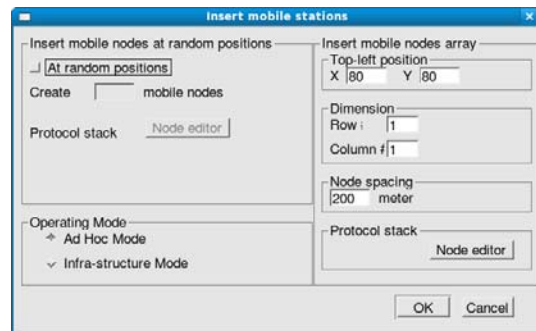 Insert mobile stations
Insert mobile nodes at random positions
At random positions
Create mobile nodes
Protocol stack Node editor
Operating Mode
Ad Hoc Mode
Infra-structure Mode
Insert mobile nodes array
Top-left position
X 80 Y 80
Dimension
Row 1
Column # 1
Node spacing
200 meter
Protocol stack
Node editor
OK Cancel